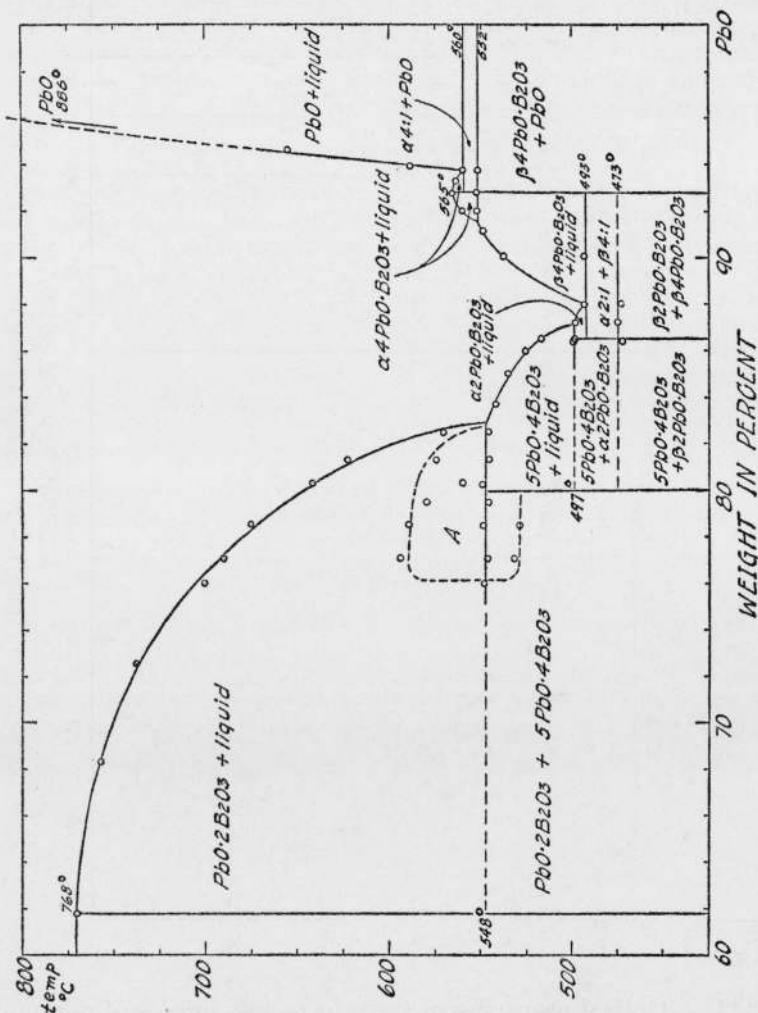 800
temp
°C
700
600
500
60
70
80
90
PbO
WEIGHT IN PERCENT
768°
PbO·2B2O3 + liquid
548
PbO·2B2O3 + 5PbO·4B2O3
A
PbO
886°
PbO+liquid
α4PbO·B2O3+liquid
565°
α4:1+PbO
560°
552
β4PbO·B2O3
+ PbO
α2PbO·B2O3
+liquid
β4PbO·B2O3
+liquid
493°
473°
5PbO·4B2O3
+ liquid
497
5PbO·4B2O3
+ α2PbO·B2O3
α2:1 + β4:1
5PbO·4B2O3
+β2PbO·B2O3
β2PbO·B2O3
+ β4PbO·B2O3